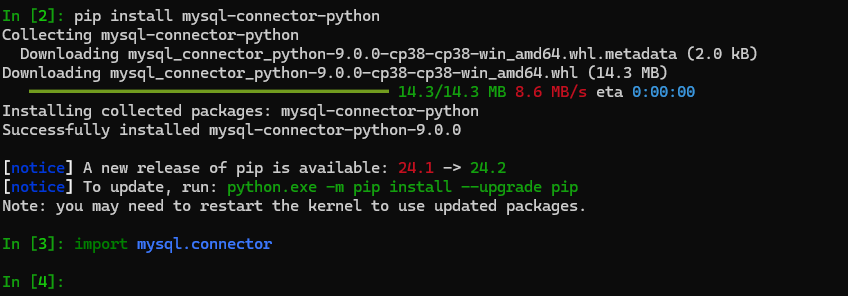 In [2]: pip install mysql-connector-python
Collecting mysql-connector-python
  Downloading mysql_connector_python-9.0.0-cp38-cp38-win_amd64.whl.metadata (2.0 kB)
Downloading mysql_connector_python-9.0.0-cp38-cp38-win_amd64.whl (14.3 MB)
14.3/14.3 MB 8.6 MB/s eta 0:00:00
Installing collected packages: mysql-connector-python
Successfully installed mysql-connector-python-9.0.0
[notice] A new release of pip is available: 24.1 -> 24.2
[notice] To update, run: python.exe -m pip install --upgrade pip
Note: you may need to restart the kernel to use updated packages.
In [3]: import mysql.connector
In [4]: